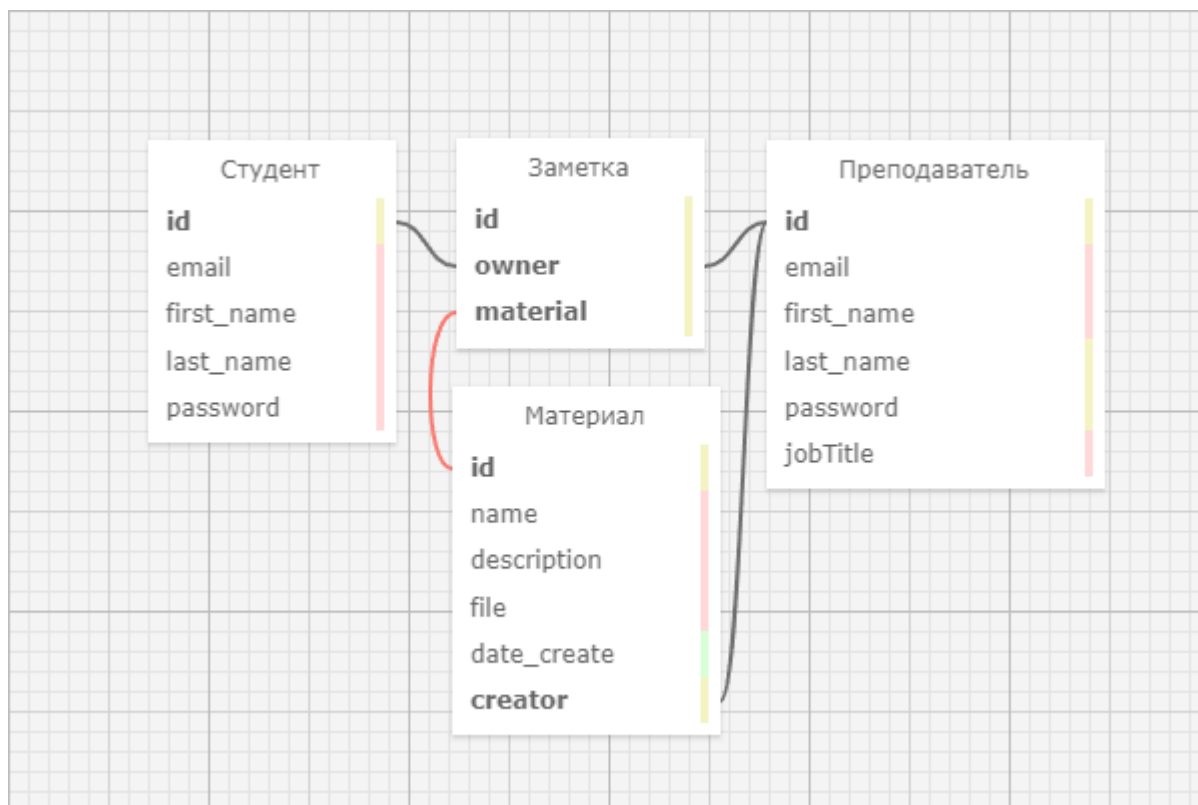 Студент
id
email
first_name
last_name
password
Заметка
id
owner
material
Материал
id
name
description
file
date_create
creator
Преподаватель
id
email
first_name
last_name
password
jobTitle